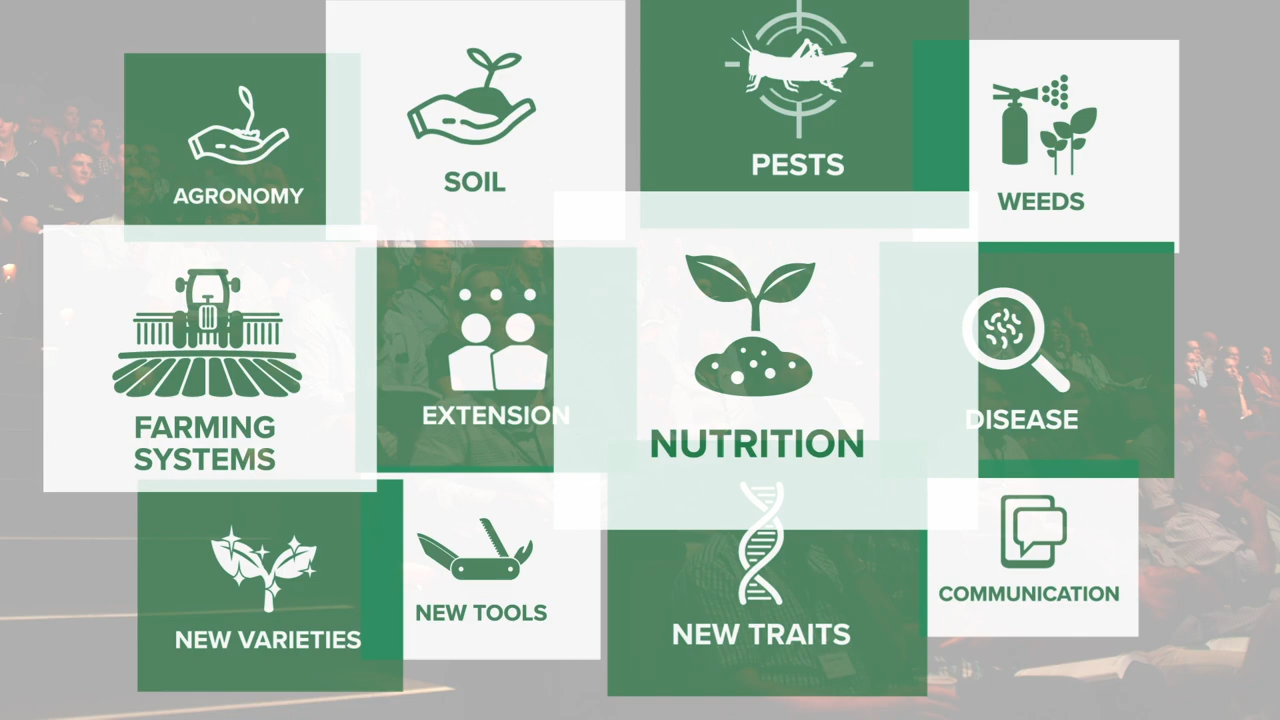 AGRONOMY
SOIL
PESTS
WEEDS
FARMING
SYSTEMS
EXTENSION
NUTRITION
DISEASE
NEW VARIETIES
NEW TOOLS
NEW TRAITS
COMMUNICATION